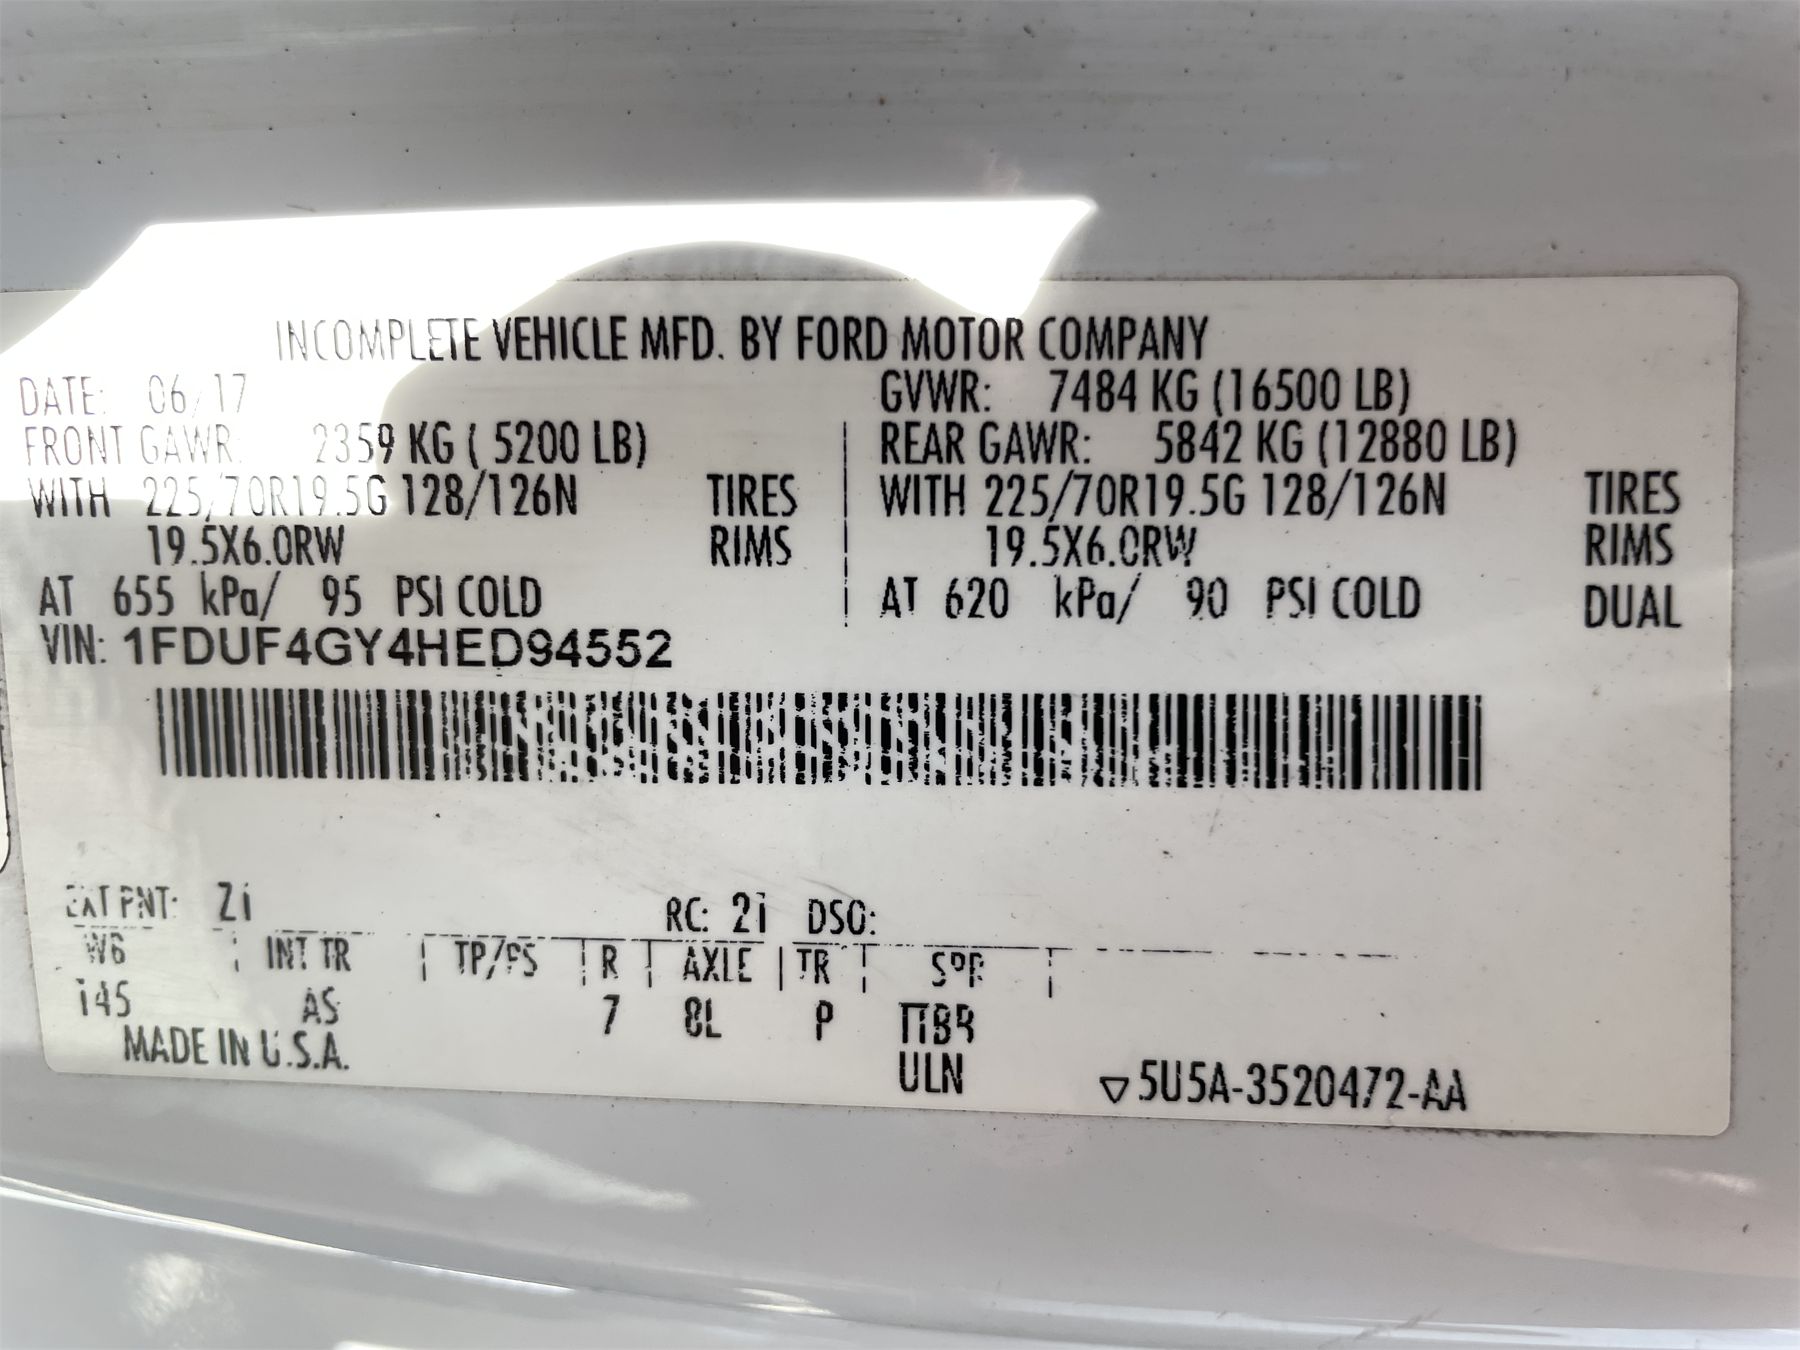 INCOMPLETE VEHICLE MFD. BY FORD MOTOR COMPANY
DATE: 06/17 GVWR: 7484 KG (16500 LB)
FRONT GAWR: 2359 KG ( 5200 LB) REAR GAWR: 5842 KG (12880 LB)
WITH 225/70R19.5G 128/126N TIRES WITH 225/70R19.5G 128/126N TIRES
19.5X6.0RW RIMS 19.5X6.0RW RIMS
AT 655 kPa/ 95 PSI COLD AT 620 kPa/ 90 PSI COLD DUAL
VIN: 1FDUF4GY4HED94552
EXT PNT: Z1 RC: 21 DSO:
WB INT TR TP/PS R AXLE TR SPR
145 AS 7 8L P TTBB
MADE IN U.S.A. ULN ▽5U5A-3520472-AA